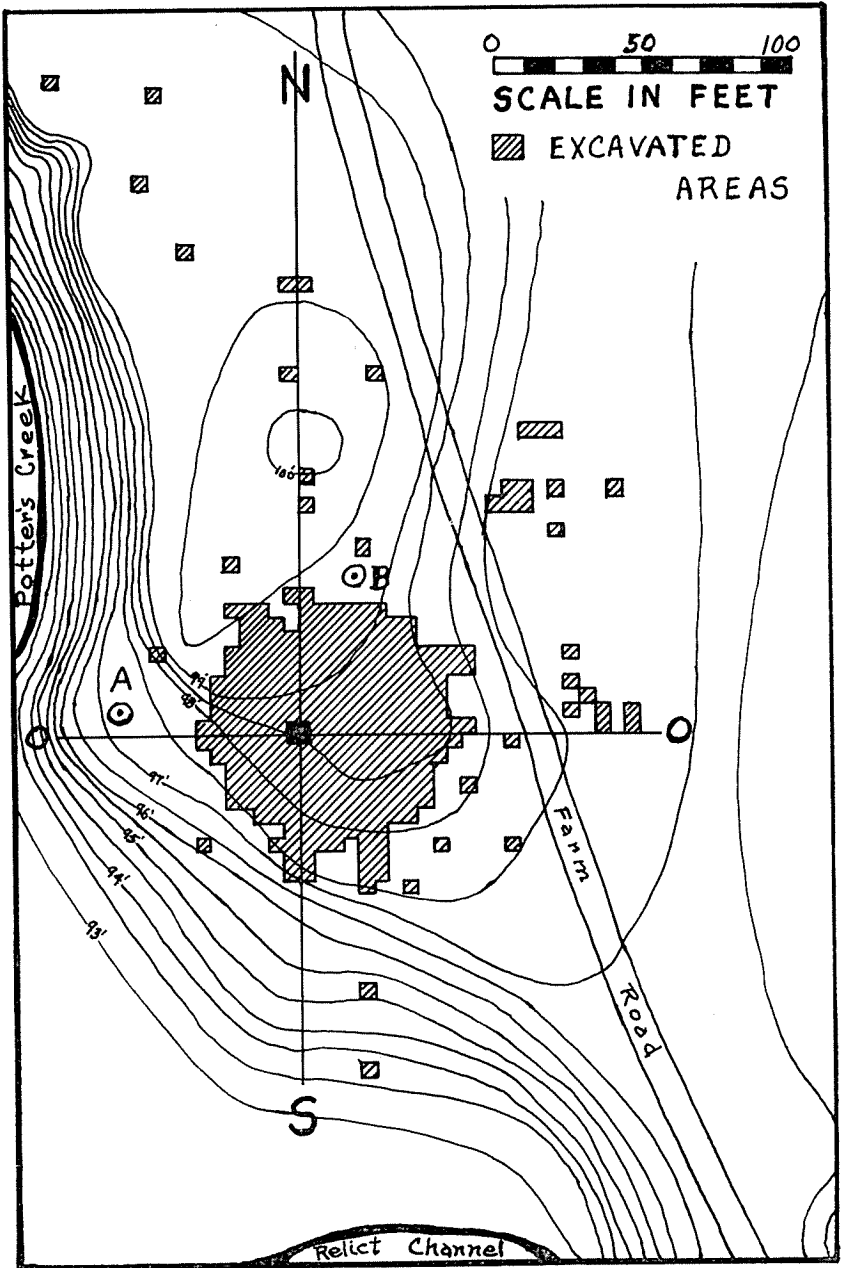 0 50 100
SCALE IN FEET
EXCAVATED
AREAS
N
Potter's Creek
100'
B
A
99'
98'
O O
97'
96'
95'
94'
93'
Farm
Road
S
Relict Channel